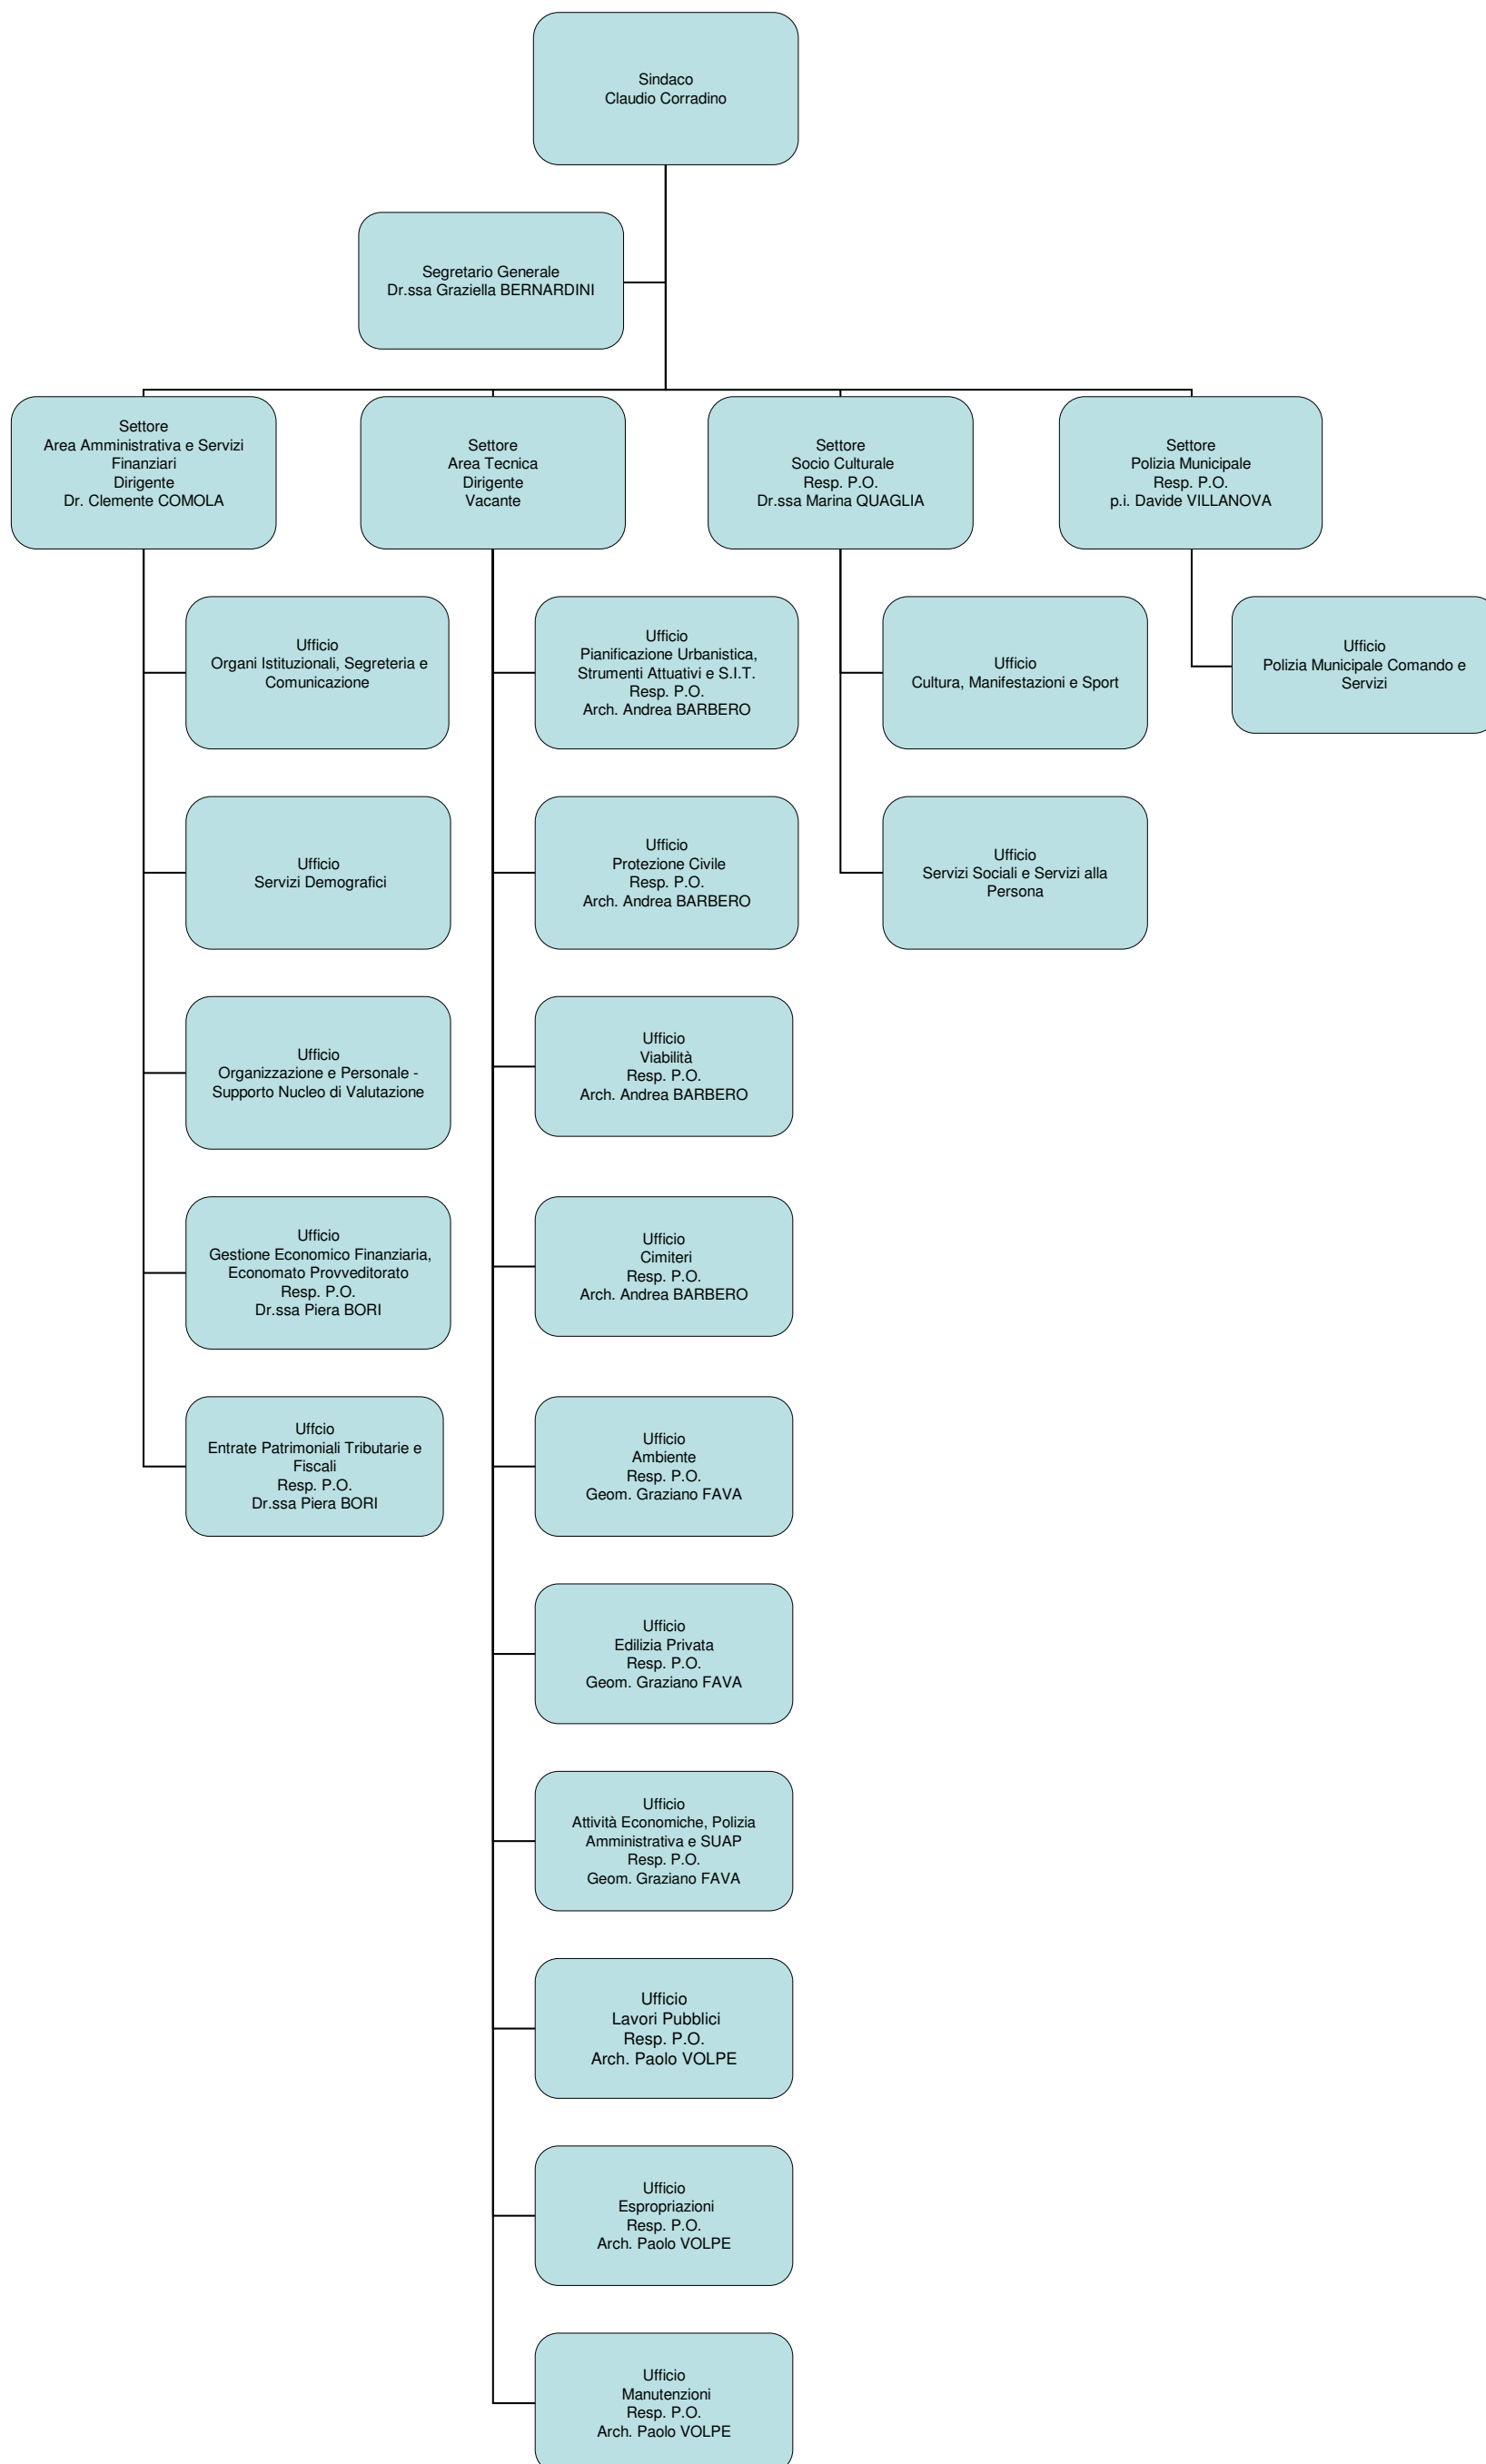 Sindaco
Claudio Corradino
Segretario Generale
Dr.ssa Graziella BERNARDINI
Settore
Area Amministrativa e Servizi
Finanziari
Dirigente
Dr. Clemente COMOLA
Settore
Area Tecnica
Dirigente
Vacante
Settore
Socio Culturale
Resp. P.O.
Dr.ssa Marina QUAGLIA
Settore
Polizia Municipale
Resp. P.O.
p.i. Davide VILLANOVA
Ufficio
Organi Istituzionali, Segreteria e
Comunicazione
Ufficio
Servizi Demografici
Ufficio
Organizzazione e Personale -
Supporto Nucleo di Valutazione
Ufficio
Gestione Economico Finanziaria,
Economato Provveditorato
Resp. P.O.
Dr.ssa Piera BORI
Uffcio
Entrate Patrimoniali Tributarie e
Fiscali
Resp. P.O.
Dr.ssa Piera BORI
Ufficio
Pianificazione Urbanistica,
Strumenti Attuativi e S.I.T.
Resp. P.O.
Arch. Andrea BARBERO
Ufficio
Protezione Civile
Resp. P.O.
Arch. Andrea BARBERO
Ufficio
Viabilità
Resp. P.O.
Arch. Andrea BARBERO
Ufficio
Cimiteri
Resp. P.O.
Arch. Andrea BARBERO
Ufficio
Ambiente
Resp. P.O.
Geom. Graziano FAVA
Ufficio
Edilizia Privata
Resp. P.O.
Geom. Graziano FAVA
Ufficio
Attività Economiche, Polizia
Amministrativa e SUAP
Resp. P.O.
Geom. Graziano FAVA
Ufficio
Lavori Pubblici
Resp. P.O.
Arch. Paolo VOLPE
Ufficio
Espropriazioni
Resp. P.O.
Arch. Paolo VOLPE
Ufficio
Manutenzioni
Resp. P.O.
Arch. Paolo VOLPE
Ufficio
Cultura, Manifestazioni e Sport
Ufficio
Servizi Sociali e Servizi alla
Persona
Ufficio
Polizia Municipale Comando e
Servizi